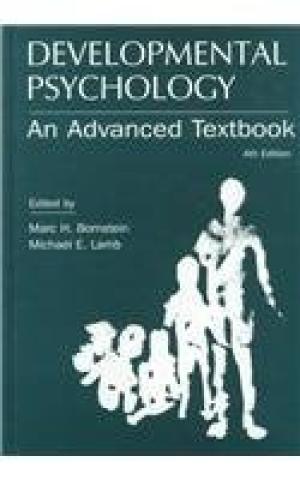 DEVELOPMENTAL
PSYCHOLOGY
An Advanced Textbook
4th Edition
Edited by
Marc H. Bornstein
Michael E. Lamb